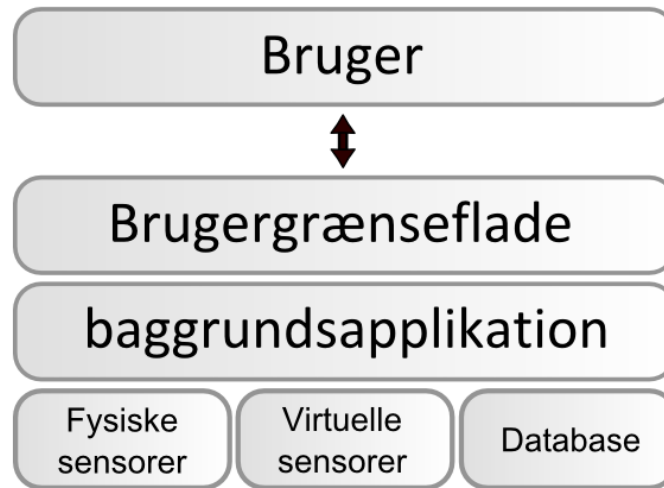 Bruger
Brugergrænseflade
baggrundsapplikation
Fysiske
sensorer
Virtuelle
sensorer
Database